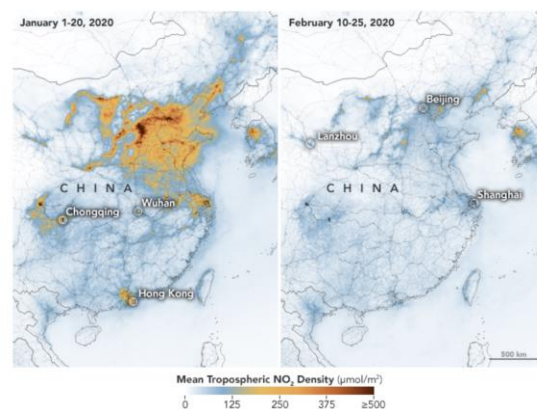 January 1-20, 2020
February 10-25, 2020
Beijing
Lanzhou
CHINA
CHINA
Wuhan
Shanghai
Chongqing
Hong Kong
500 km
Mean Tropospheric NO₂ Density (μmol/m²)
0 125 250 375 ≥500